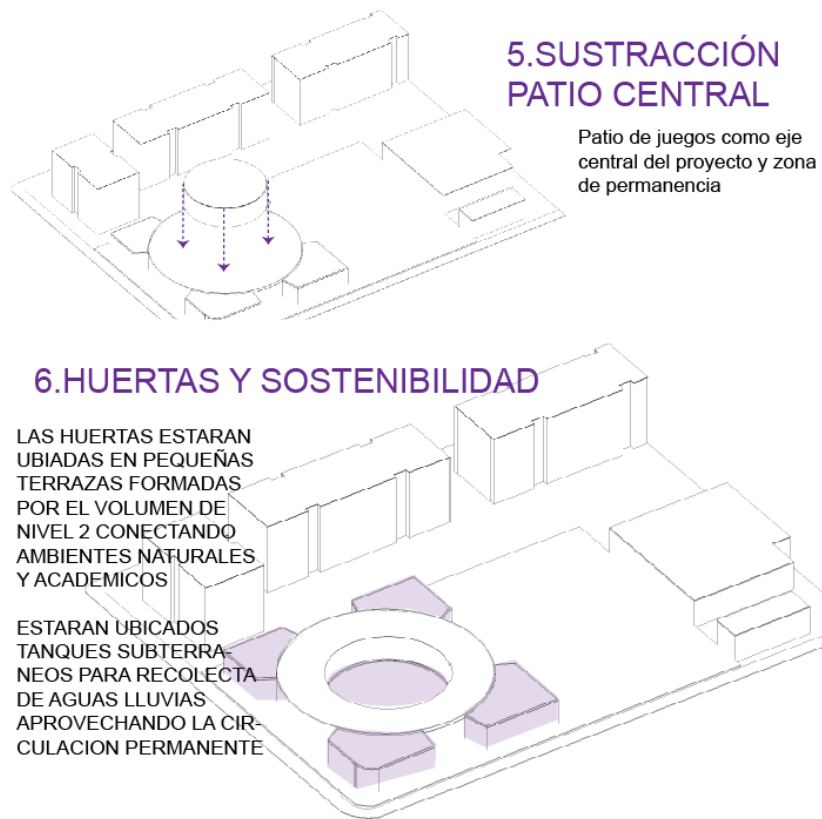 5.SUSTRACCIÓN
PATIO CENTRAL
Patio de juegos como eje
central del proyecto y zona
de permanencia
6.HUERTAS Y SOSTENIBILIDAD
LAS HUERTAS ESTARAN
UBIADAS EN PEQUEÑAS
TERRAZAS FORMADAS
POR EL VOLUMEN DE
NIVEL 2 CONECTANDO
AMBIENTES NATURALES
Y ACADEMICOS
ESTARAN UBICADOS
TANQUES SUBTERRA-
NEOS PARA RECOLECTA
DE AGUAS LLUVIAS
APROVECHANDO LA CIR-
CULACION PERMANENTE